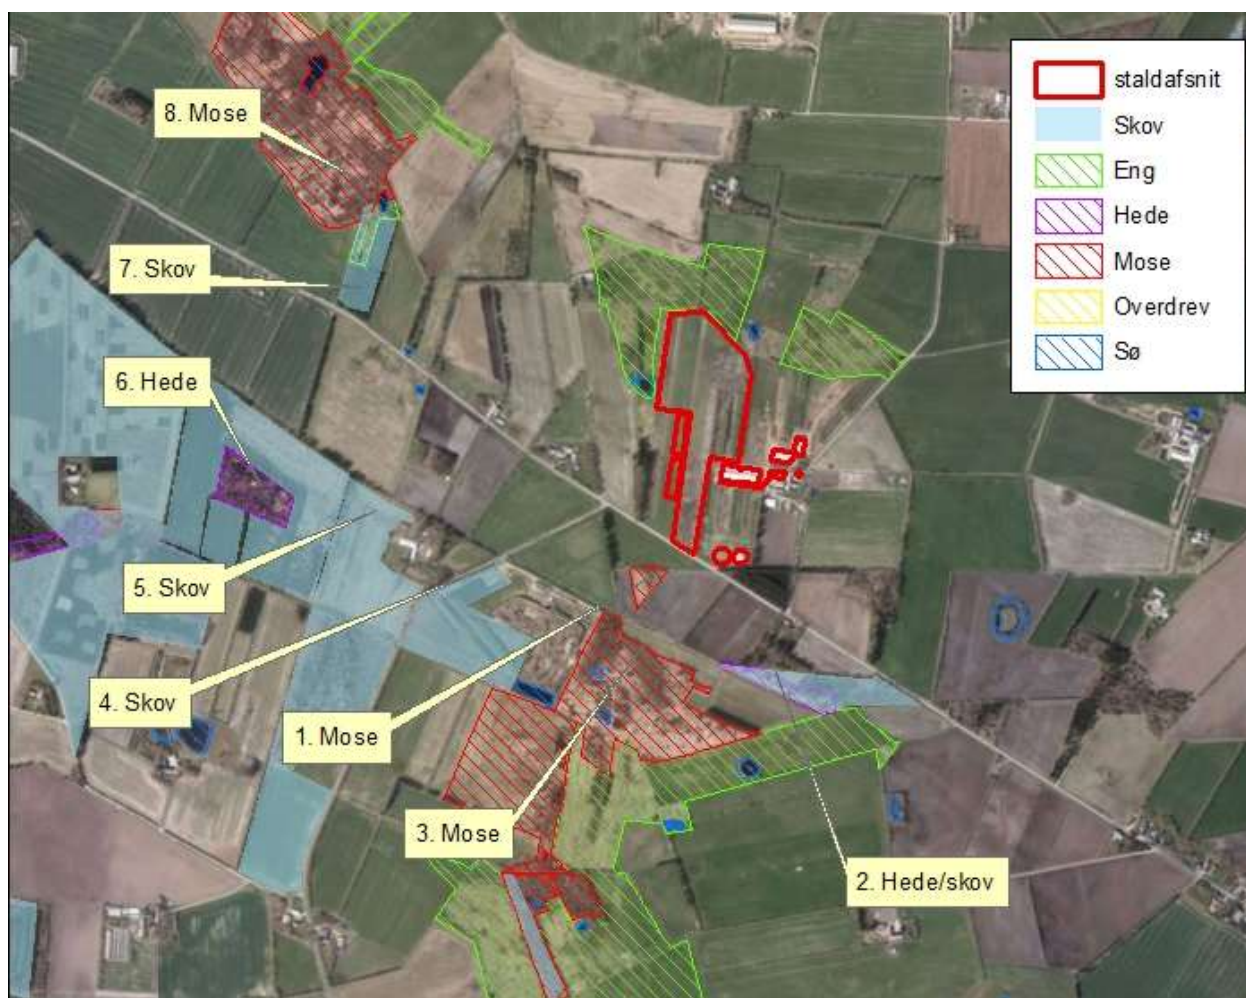 8. Mose
7. Skov
6. Hede
5. Skov
4. Skov
1. Mose
3. Mose
2. Hede/skov
staldafsnit
Skov
Eng
Hede
Mose
Overdrev
Sø